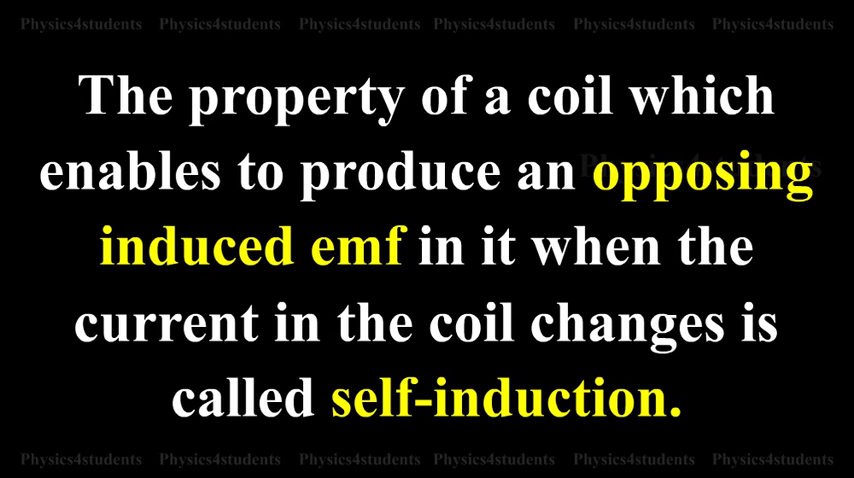 Physics4students Physics4students Physics4students Physics4students Physics4students Physics4students
The property of a coil which
enables to produce an opposing
Physics4students
induced emf in it when the
current in the coil changes is
called self-induction.
Physics4students Physics4students Physics4students Physics4students Physics4students Physics4students